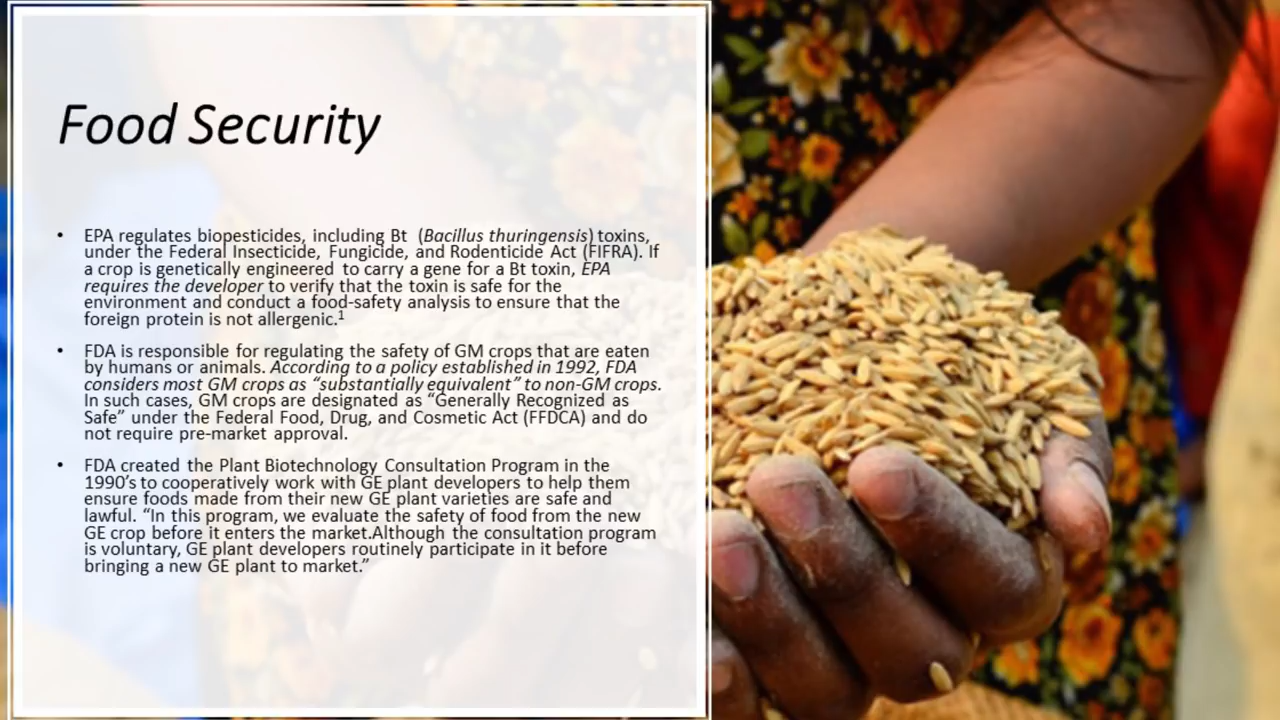 Food Security
• EPA regulates biopesticides, including Bt (Bacillus thuringensis) toxins,
under the Federal Insecticide, Fungicide, and Rodenticide Act (FIFRA). If
a crop is genetically engineered to carry a gene for a Bt toxin, EPA
requires the developer to verify that the toxin is safe for the
environment and conduct a food-safety analysis to ensure that the
foreign protein is not allergenic.¹
• FDA is responsible for regulating the safety of GM crops that are eaten
by humans or animals. According to a policy established in 1992, FDA
considers most GM crops as “substantially equivalent” to non-GM crops.
In such cases, GM crops are designated as “Generally Recognized as
Safe” under the Federal Food, Drug, and Cosmetic Act (FFDCA) and do
not require pre-market approval.
• FDA created the Plant Biotechnology Consultation Program in the
1990’s to cooperatively work with GE plant developers to help them
ensure foods made from their new GE plant varieties are safe and
lawful. “In this program, we evaluate the safety of food from the new
GE crop before it enters the market.Although the consultation program
is voluntary, GE plant developers routinely participate in it before
bringing a new GE plant to market.”